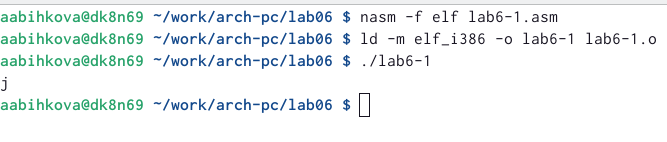 aabihkova@dk8n69 ~/work/arch-pc/lab06 $ nasm -f elf lab6-1.asm
aabihkova@dk8n69 ~/work/arch-pc/lab06 $ ld -m elf_i386 -o lab6-1 lab6-1.o
aabihkova@dk8n69 ~/work/arch-pc/lab06 $ ./lab6-1
j
aabihkova@dk8n69 ~/work/arch-pc/lab06 $